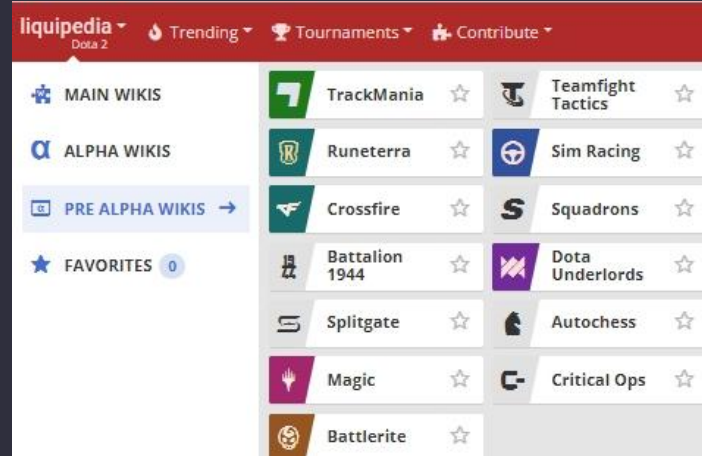 liquipedia
Dota 2
Trending
Tournaments
Contribute
MAIN WIKIS
ALPHA WIKIS
PRE ALPHA WIKIS
FAVORITES 0
TrackMania
Teamfight
Tactics
Runeterra
Sim Racing
Crossfire
Squadrons
Battalion
1944
Dota
Underlords
Splitgate
Autochess
Magic
Critical Ops
Battlerite